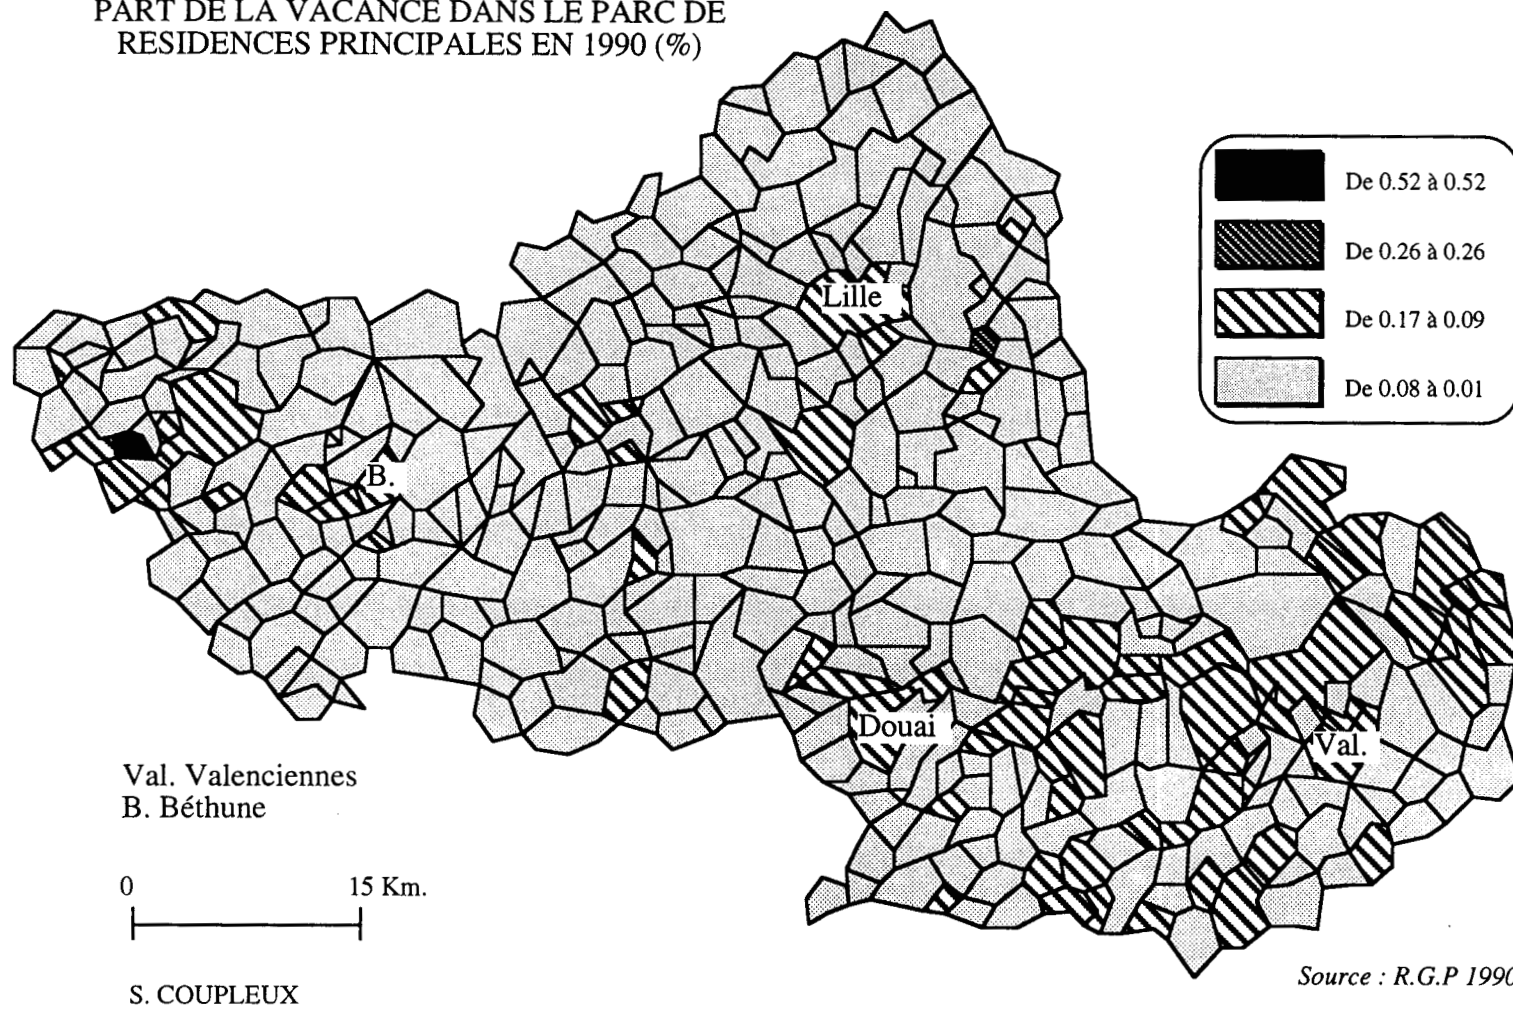 PART DE LA VACANCE DANS LE PARC DE
RESIDENCES PRINCIPALES EN 1990 (%)
De 0.52 à 0.52
De 0.26 à 0.26
De 0.17 à 0.09
De 0.08 à 0.01
Lille
B.
Douai
Val.
Val. Valenciennes
B. Béthune
0 15 Km.
S. COUPLEUX
Source : R.G.P 1990